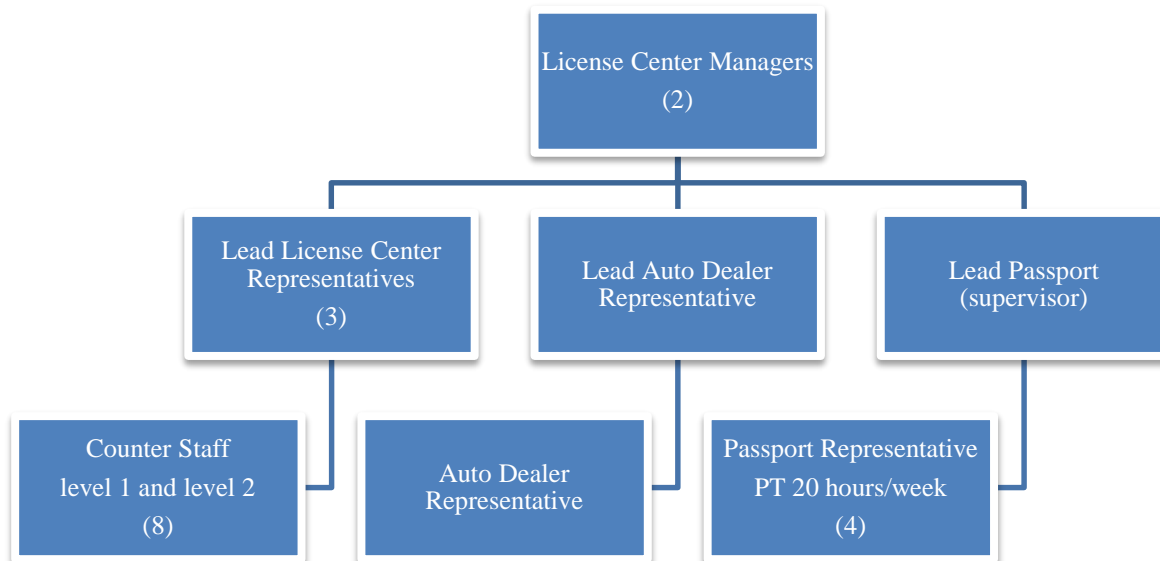 License Center Managers
(2)
Lead License Center
Representatives
(3)
Lead Auto Dealer
Representative
Lead Passport
(supervisor)
Counter Staff
level 1 and level 2
(8)
Auto Dealer
Representative
Passport Representative
PT 20 hours/week
(4)